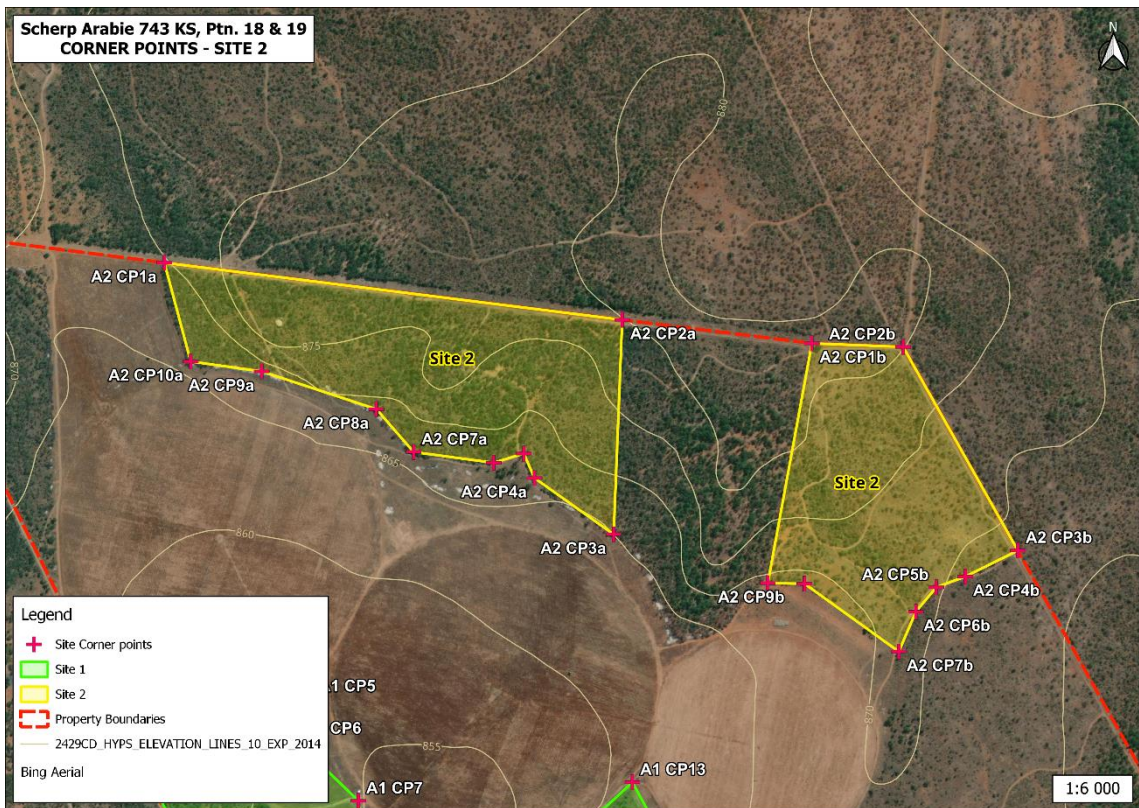 Scherp Arabie 743 KS, Ptn. 18 & 19
CORNER POINTS - SITE 2
N
880
A2 CP1a
A2 CP2a
A2 CP2b
A2 CP1b
875
Site 2
A2 CP10a
A2 CP9a
870
A2 CP8a
A2 CP7a
865
A2 CP4a
Site 2
A2 CP3a
860
A2 CP3b
A2 CP5b
A2 CP4b
A2 CP9b
A2 CP6b
A2 CP7b
870
Legend
Site Corner points
Site 1
Site 2
Property Boundaries
2429CD_HYPS_ELEVATION_LINES_10_EXP_2014
Bing Aerial
1 CP5
CP6
855
A1 CP7
A1 CP13
1:6 000